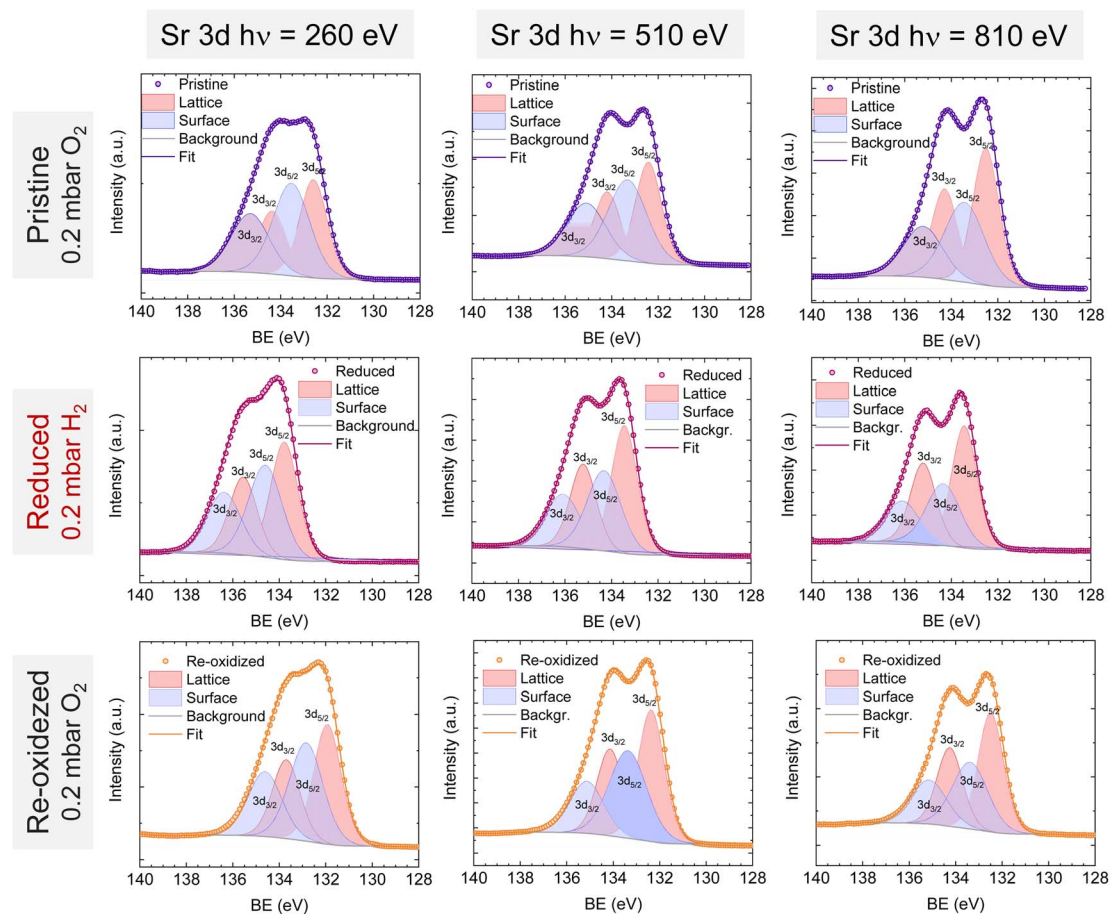 Sr 3d hν = 260 eV
Sr 3d hν = 510 eV
Sr 3d hν = 810 eV
Pristine
0.2 mbar O₂
Intensity (a.u.)
Pristine
Lattice
Surface
Background
Fit
3d₃/₂
3d₃/₂
3d₅/₂
3d₅/₂
140 138 136 134 132 130 128
BE (eV)
Intensity (a.u.)
Pristine
Lattice
Surface
Background
Fit
3d₃/₂
3d₃/₂
3d₅/₂
3d₅/₂
140 138 136 134 132 130 128
BE (eV)
Intensity (a.u.)
Pristine
Lattice
Surface
Background
Fit
3d₃/₂
3d₃/₂
3d₅/₂
3d₅/₂
140 138 136 134 132 130 128
BE (eV)
Reduced
0.2 mbar H₂
Intensity (a.u.)
Reduced
Lattice
Surface
Background
Fit
3d₃/₂
3d₃/₂
3d₅/₂
3d₅/₂
140 138 136 134 132 130 128
BE (eV)
Intensity (a.u.)
Reduced
Lattice
Surface
Backgr.
Fit
3d₃/₂
3d₃/₂
3d₅/₂
3d₅/₂
140 138 136 134 132 130 128
BE (eV)
Intensity (a.u.)
Reduced
Lattice
Surface
Backgr.
Fit
3d₃/₂
3d₃/₂
3d₅/₂
3d₅/₂
140 138 136 134 132 130 128
BE (eV)
Re-oxidezed
0.2 mbar O₂
Intensity (a.u.)
Re-oxidized
Lattice
Surface
Background
Fit
3d₃/₂
3d₃/₂
3d₅/₂
3d₅/₂
140 138 136 134 132 130 128
BE (eV)
Intensity (a.u.)
Re-oxidized
Lattice
Surface
Backgr.
Fit
3d₃/₂
3d₃/₂
3d₅/₂
3d₅/₂
140 138 136 134 132 130 128
BE (eV)
Intensity (a.u.)
Re-oxidized
Lattice
Surface
Backgr.
Fit
3d₃/₂
3d₃/₂
3d₅/₂
3d₅/₂
140 138 136 134 132 130 128
BE (eV)